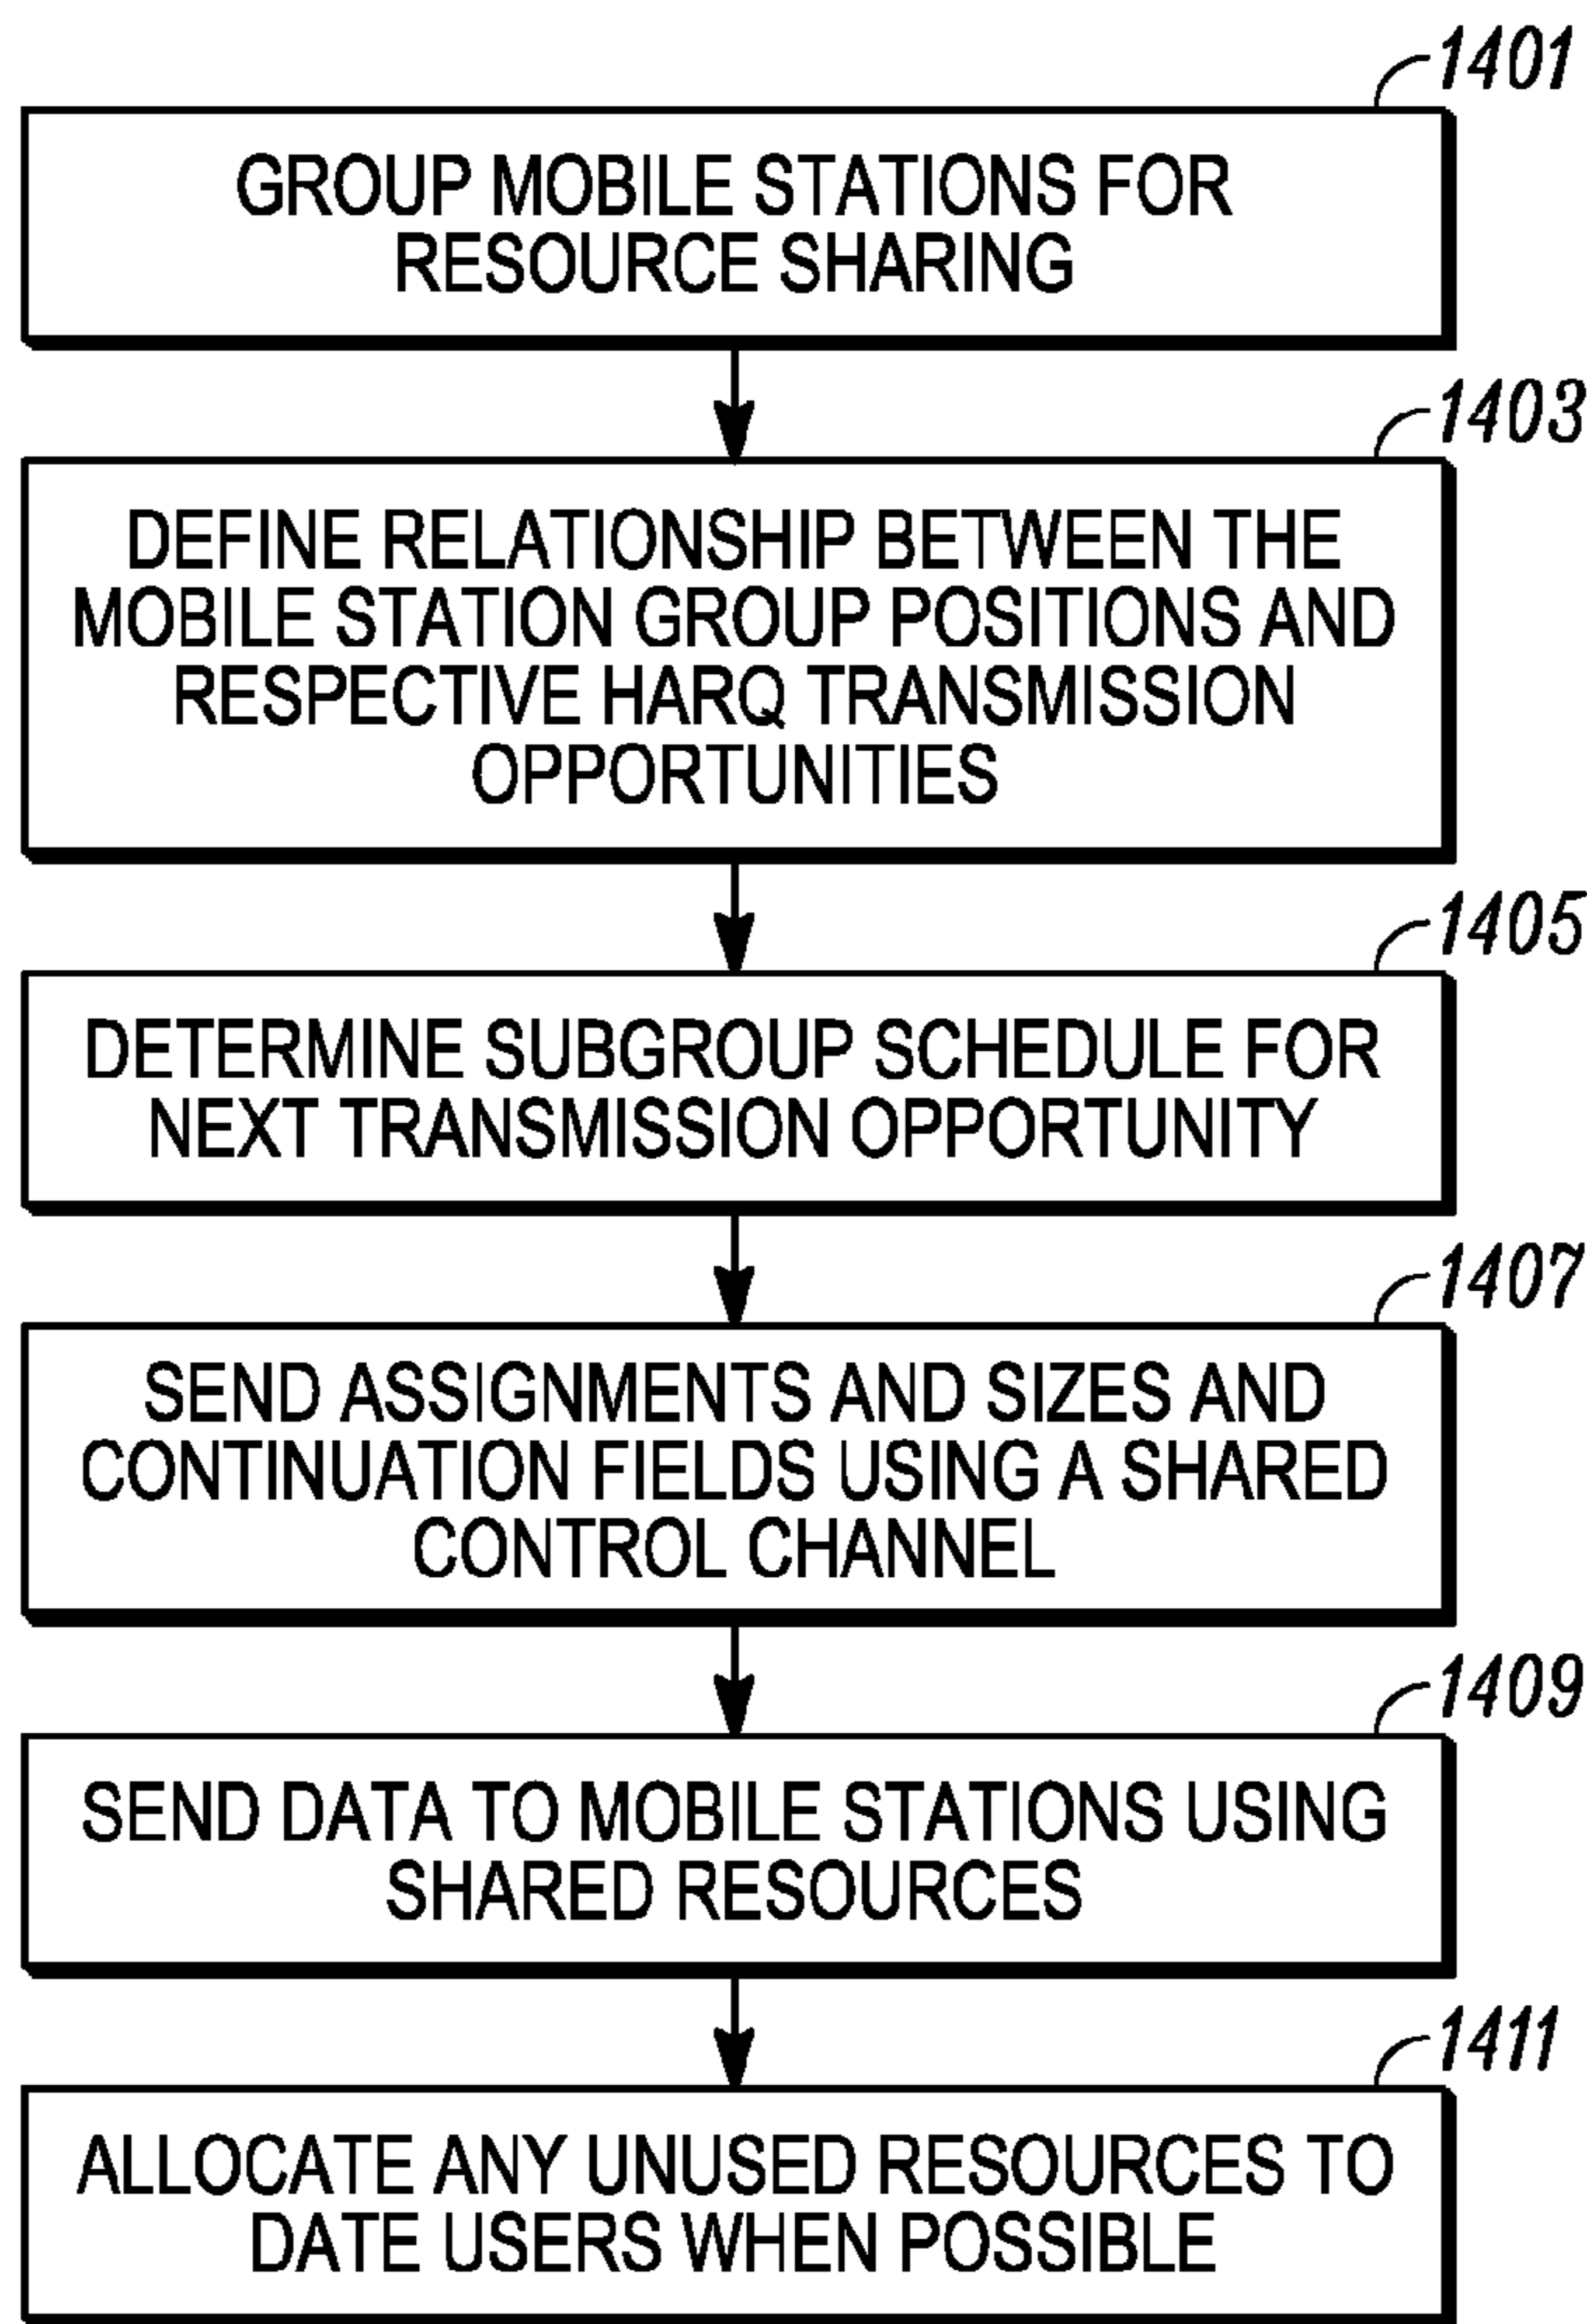 1401
GROUP MOBILE STATIONS FOR
RESOURCE SHARING
1403
DEFINE RELATIONSHIP BETWEEN THE
MOBILE STATION GROUP POSITIONS AND
RESPECTIVE HARQ TRANSMISSION
OPPORTUNITIES
1405
DETERMINE SUBGROUP SCHEDULE FOR
NEXT TRANSMISSION OPPORTUNITY
1407
SEND ASSIGNMENTS AND SIZES AND
CONTINUATION FIELDS USING A SHARED
CONTROL CHANNEL
1409
SEND DATA TO MOBILE STATIONS USING
SHARED RESOURCES
1411
ALLOCATE ANY UNUSED RESOURCES TO
DATE USERS WHEN POSSIBLE